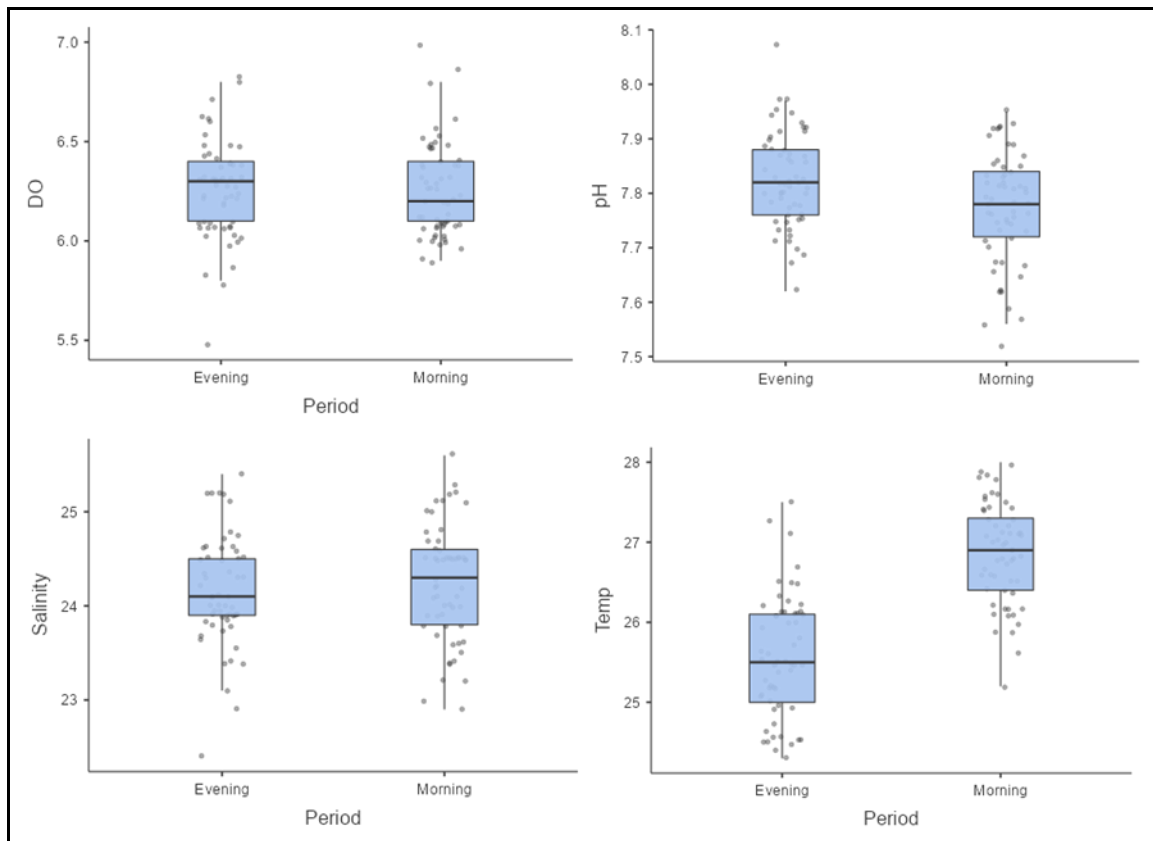 7.0
6.5
6.0
5.5
DO
Evening
Morning
Period
8.1
8.0
7.9
7.8
7.7
7.6
7.5
pH
Evening
Morning
Period
25
24
23
Salinity
Evening
Morning
Period
28
27
26
25
Temp
Evening
Morning
Period